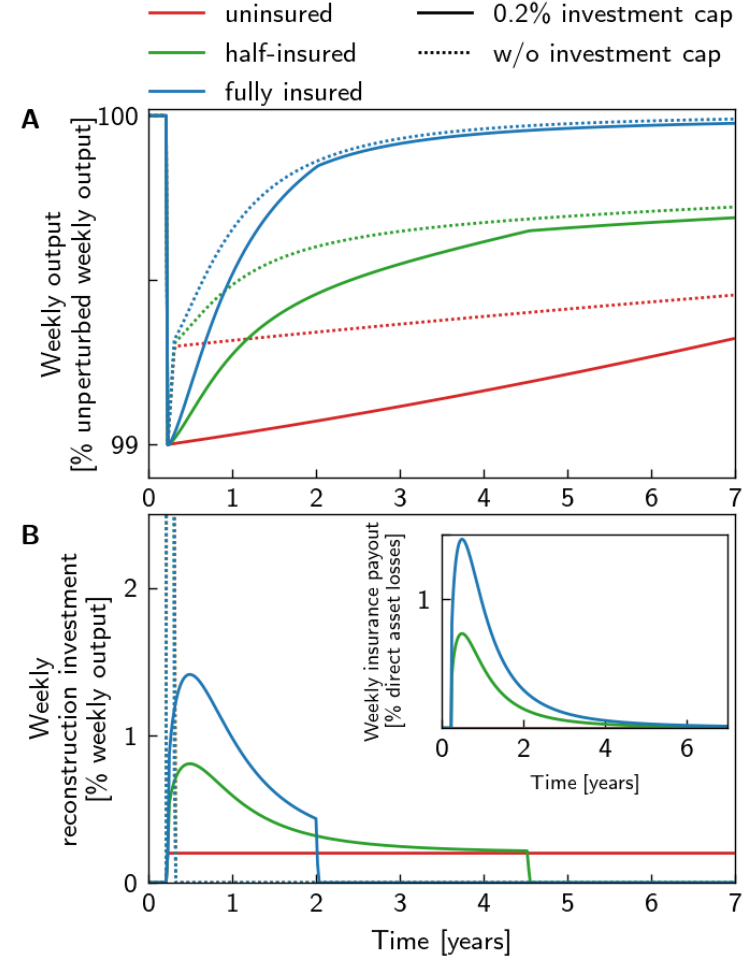 uninsured
half-insured
fully insured
0.2% investment cap
w/o investment cap
A
Weekly output
[% unperturbed weekly output]
100
99
0 1 2 3 4 5 6 7
B
Weekly
reconstruction investment
[% weekly output]
2
1
0
0 1 2 3 4 5 6 7
Time [years]
Weekly insurance payout
[% direct asset losses]
1
0 2 4 6
Time [years]